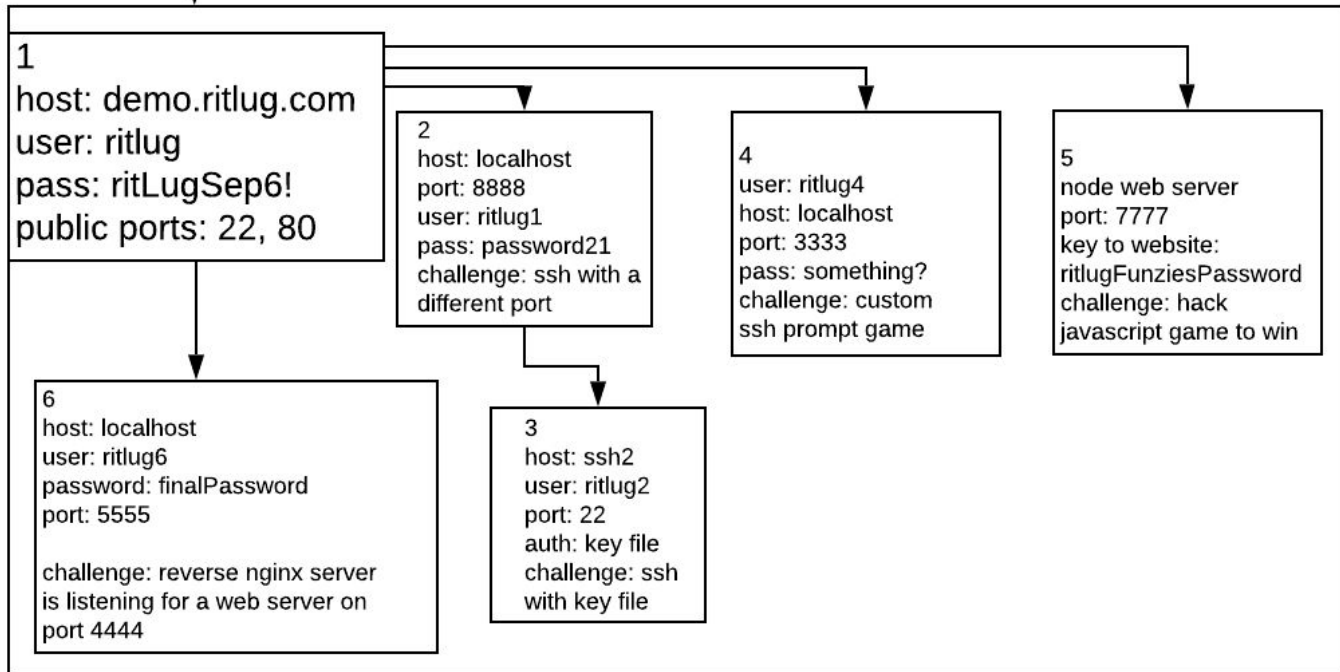 1
host: demo.ritlug.com
user: ritlug
pass: ritLugSep6!
public ports: 22, 80
2
host: localhost
port: 8888
user: ritlug1
pass: password21
challenge: ssh with a
different port
4
user: ritlug4
host: localhost
port: 3333
pass: something?
challenge: custom
ssh prompt game
5
node web server
port: 7777
key to website:
ritlugFunziesPassword
challenge: hack
javascript game to win
6
host: localhost
user: ritlug6
password: finalPassword
port: 5555
challenge: reverse nginx server
is listening for a web server on
port 4444
3
host: ssh2
user: ritlug2
port: 22
auth: key file
challenge: ssh
with key file